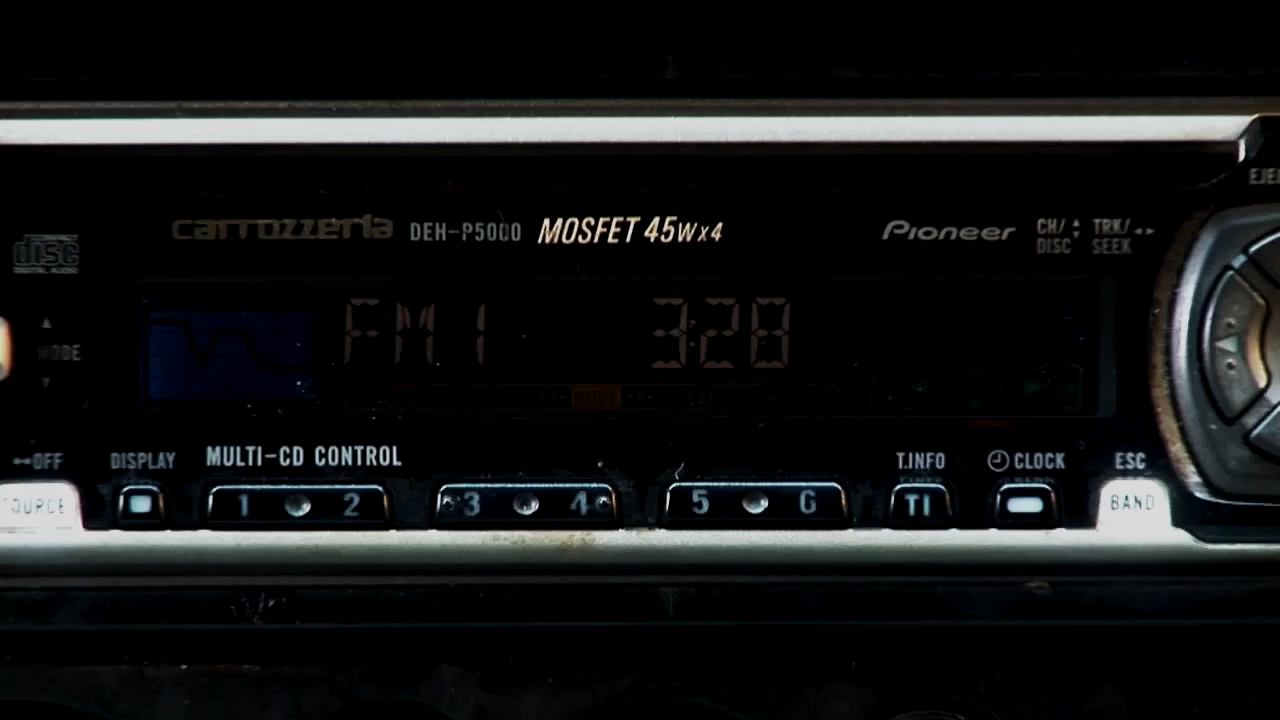 EJE
carrozzeria DEH-P5000 MOSFET 45Wx4 Pioneer CH/ DISC TRK/ SEEK
COMPACT disc DIGITAL AUDIO
FM1 3:28
MODE
OFF DISPLAY MULTI-CD CONTROL T.INFO CLOCK ESC
SOURCE 1 2 3 4 5 6 TI BAND